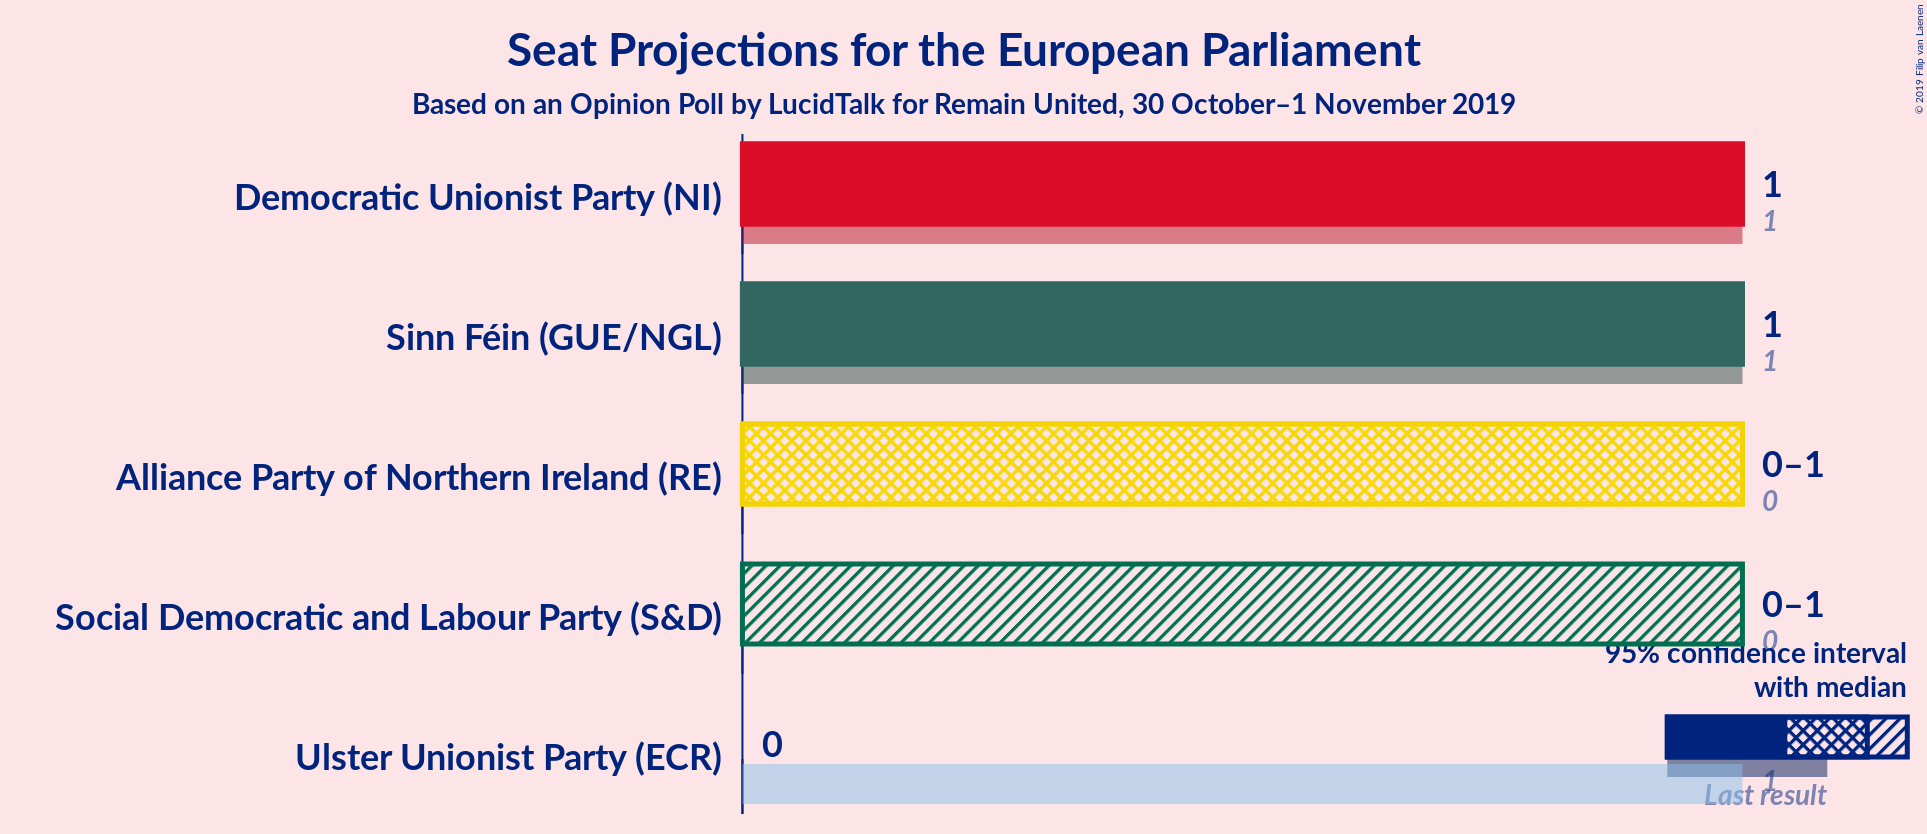 Seat Projections for the European Parliament
Based on an Opinion Poll by LucidTalk for Remain United, 30 October–1 November 2019
© 2019 Filip van Laenen
Democratic Unionist Party (NI)
1
1
Sinn Féin (GUE/NGL)
1
1
Alliance Party of Northern Ireland (RE)
0–1
0
Social Democratic and Labour Party (S&D)
0–1
0
95% confidence interval
with median
Ulster Unionist Party (ECR)
0
1
Last result